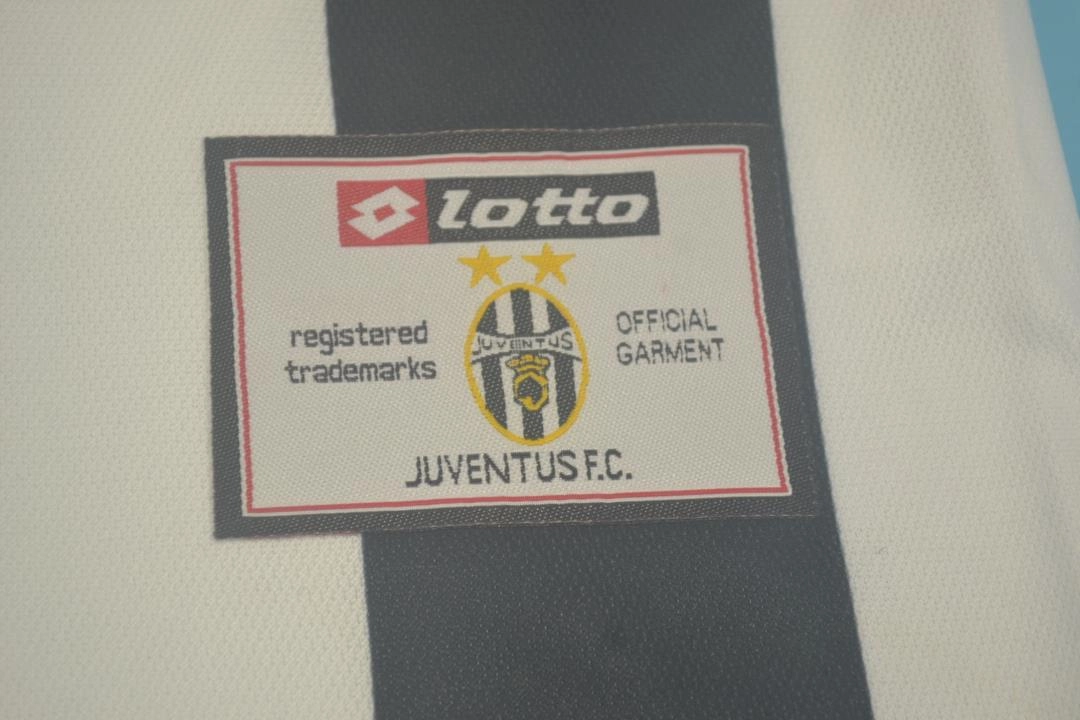 lotto
registered
trademarks
JUVENTUS
OFFICIAL
GARMENT
JUVENTUS F.C.